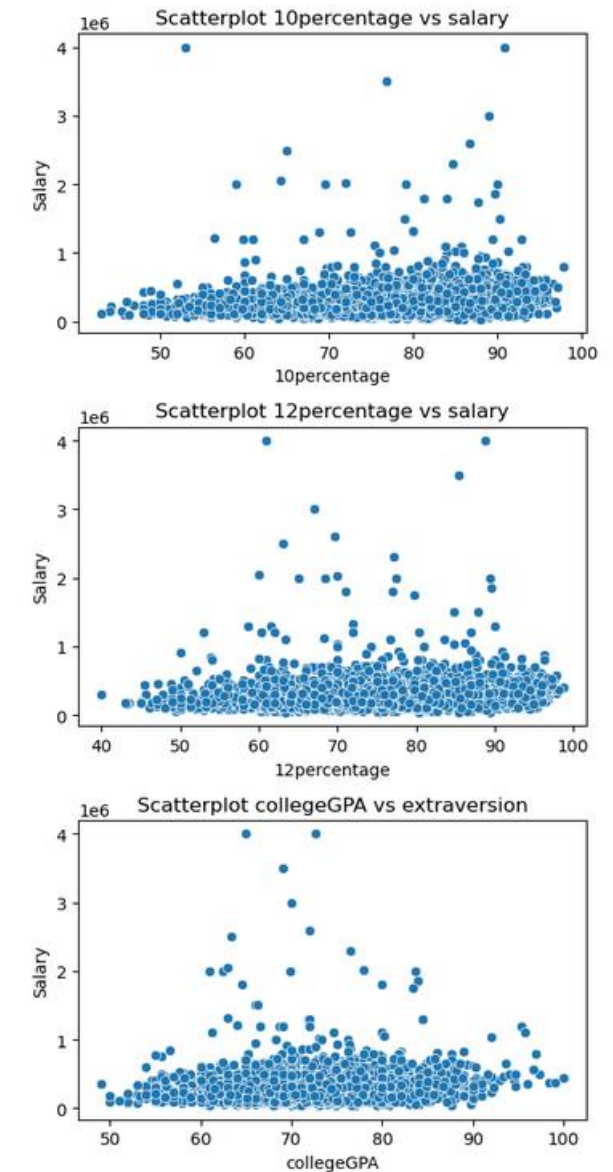 Scatterplot 10percentage vs salary
1e6
4
3
2
1
0
Salary
50 60 70 80 90 100
10percentage
Scatterplot 12percentage vs salary
1e6
4
3
2
1
0
Salary
40 50 60 70 80 90 100
12percentage
Scatterplot collegeGPA vs extraversion
1e6
4
3
2
1
0
Salary
50 60 70 80 90 100
collegeGPA